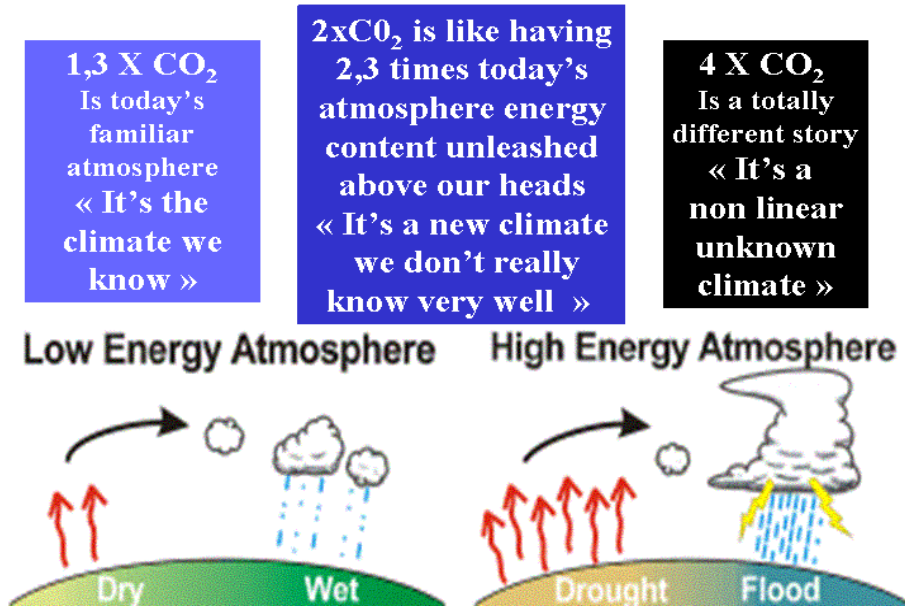 1,3 X CO₂
Is today's
familiar
atmosphere
« It's the
climate we
know »
2xC0₂ is like having
2,3 times today's
atmosphere energy
content unleashed
above our heads
« It's a new climate
we don't really
know very well »
4 X CO₂
Is a totally
different story
« It's a
non linear
unknown
climate »
Low Energy Atmosphere
Dry
Wet
High Energy Atmosphere
Drought
Flood